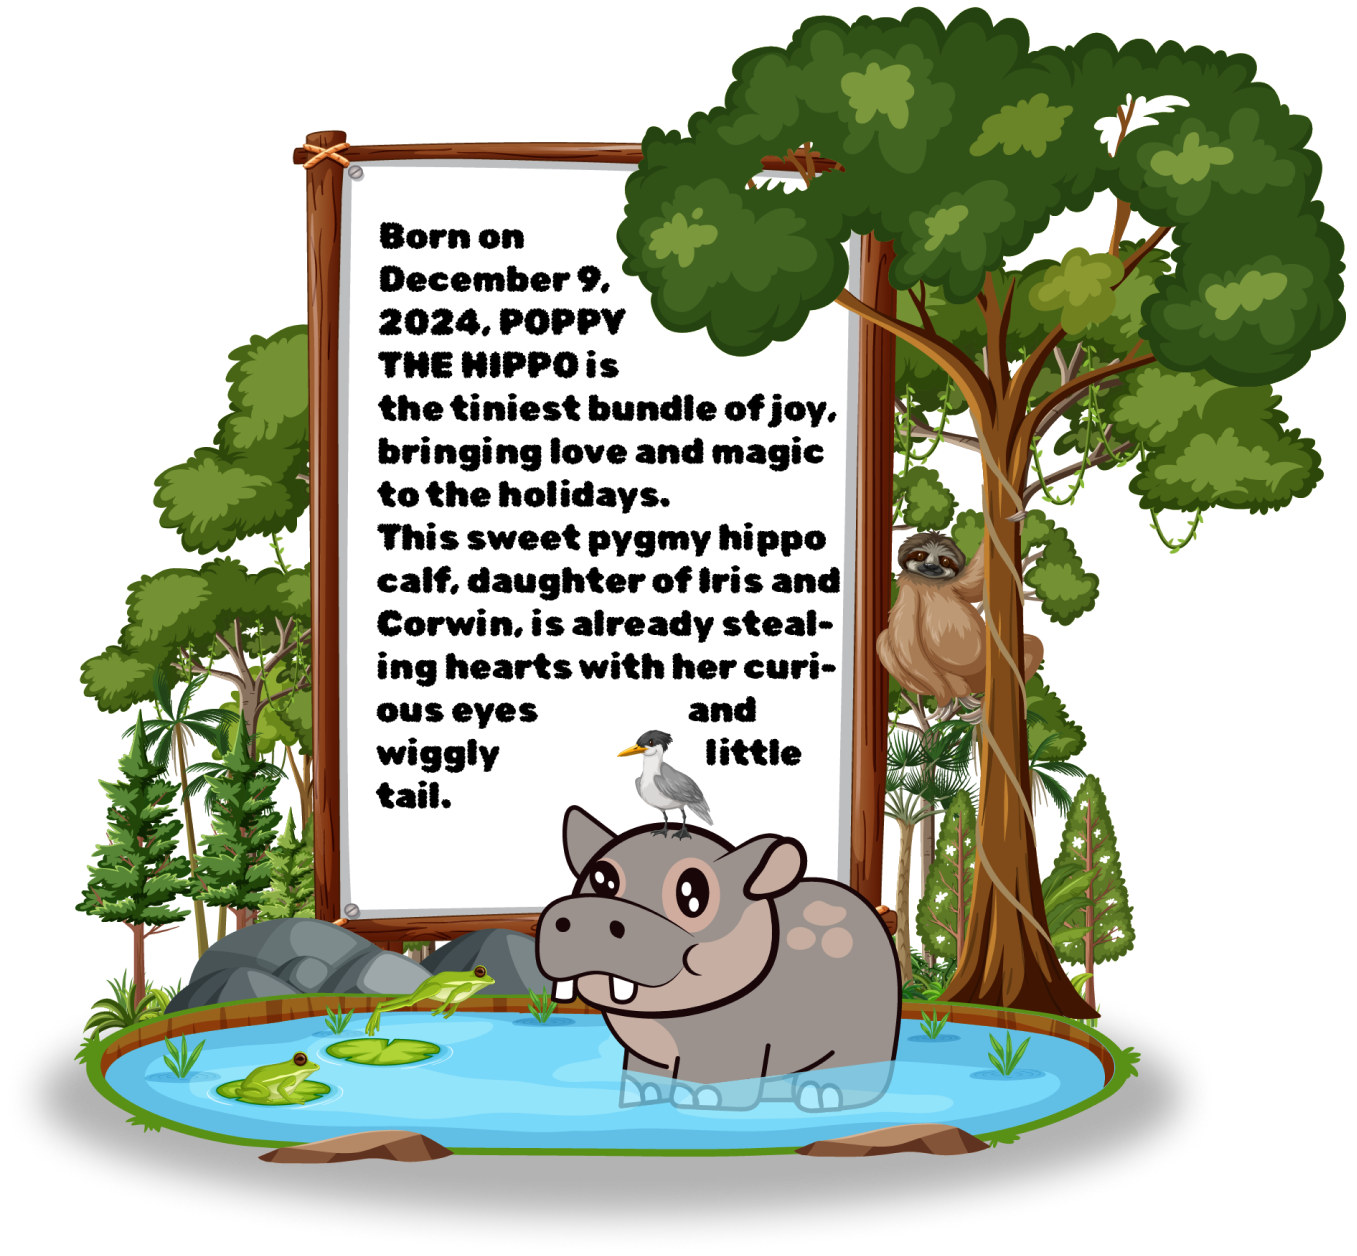 Born on
December 9,
2024, POPPY
THE HIPPO is
the tiniest bundle of joy,
bringing love and magic
to the holidays.
This sweet pygmy hippo
calf, daughter of Iris and
Corwin, is already steal-
ing hearts with her curi-
ous eyes and
wiggly little
tail.